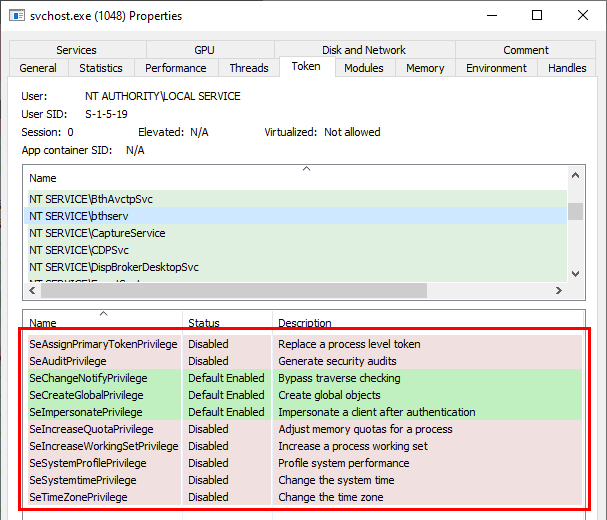 svchost.exe (1048) Properties
Services GPU Disk and Network Comment
General Statistics Performance Threads Token Modules Memory Environment Handles
User: NT AUTHORITY\LOCAL SERVICE
User SID: S-1-5-19
Session: 0 Elevated: N/A Virtualized: Not allowed
App container SID: N/A
Name
NT SERVICE\BthAvctpSvc
NT SERVICE\bthserv
NT SERVICE\CaptureService
NT SERVICE\CDPSvc
NT SERVICE\DispBrokerDesktopSvc
Name Status Description
SeAssignPrimaryTokenPrivilege Disabled Replace a process level token
SeAuditPrivilege Disabled Generate security audits
SeChangeNotifyPrivilege Default Enabled Bypass traverse checking
SeCreateGlobalPrivilege Default Enabled Create global objects
SeImpersonatePrivilege Default Enabled Impersonate a client after authentication
SeIncreaseQuotaPrivilege Disabled Adjust memory quotas for a process
SeIncreaseWorkingSetPrivilege Disabled Increase a process working set
SeSystemProfilePrivilege Disabled Profile system performance
SeSystemtimePrivilege Disabled Change the system time
SeTimeZonePrivilege Disabled Change the time zone